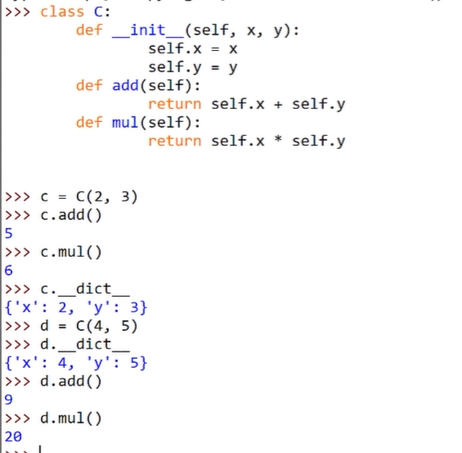 >>> class C:
        def __init__(self, x, y):
                self.x = x
                self.y = y
        def add(self):
                return self.x + self.y
        def mul(self):
                return self.x * self.y
>>> c = C(2, 3)
>>> c.add()
5
>>> c.mul()
6
>>> c.__dict__
{'x': 2, 'y': 3}
>>> d = C(4, 5)
>>> d.__dict__
{'x': 4, 'y': 5}
>>> d.add()
9
>>> d.mul()
20
>>>